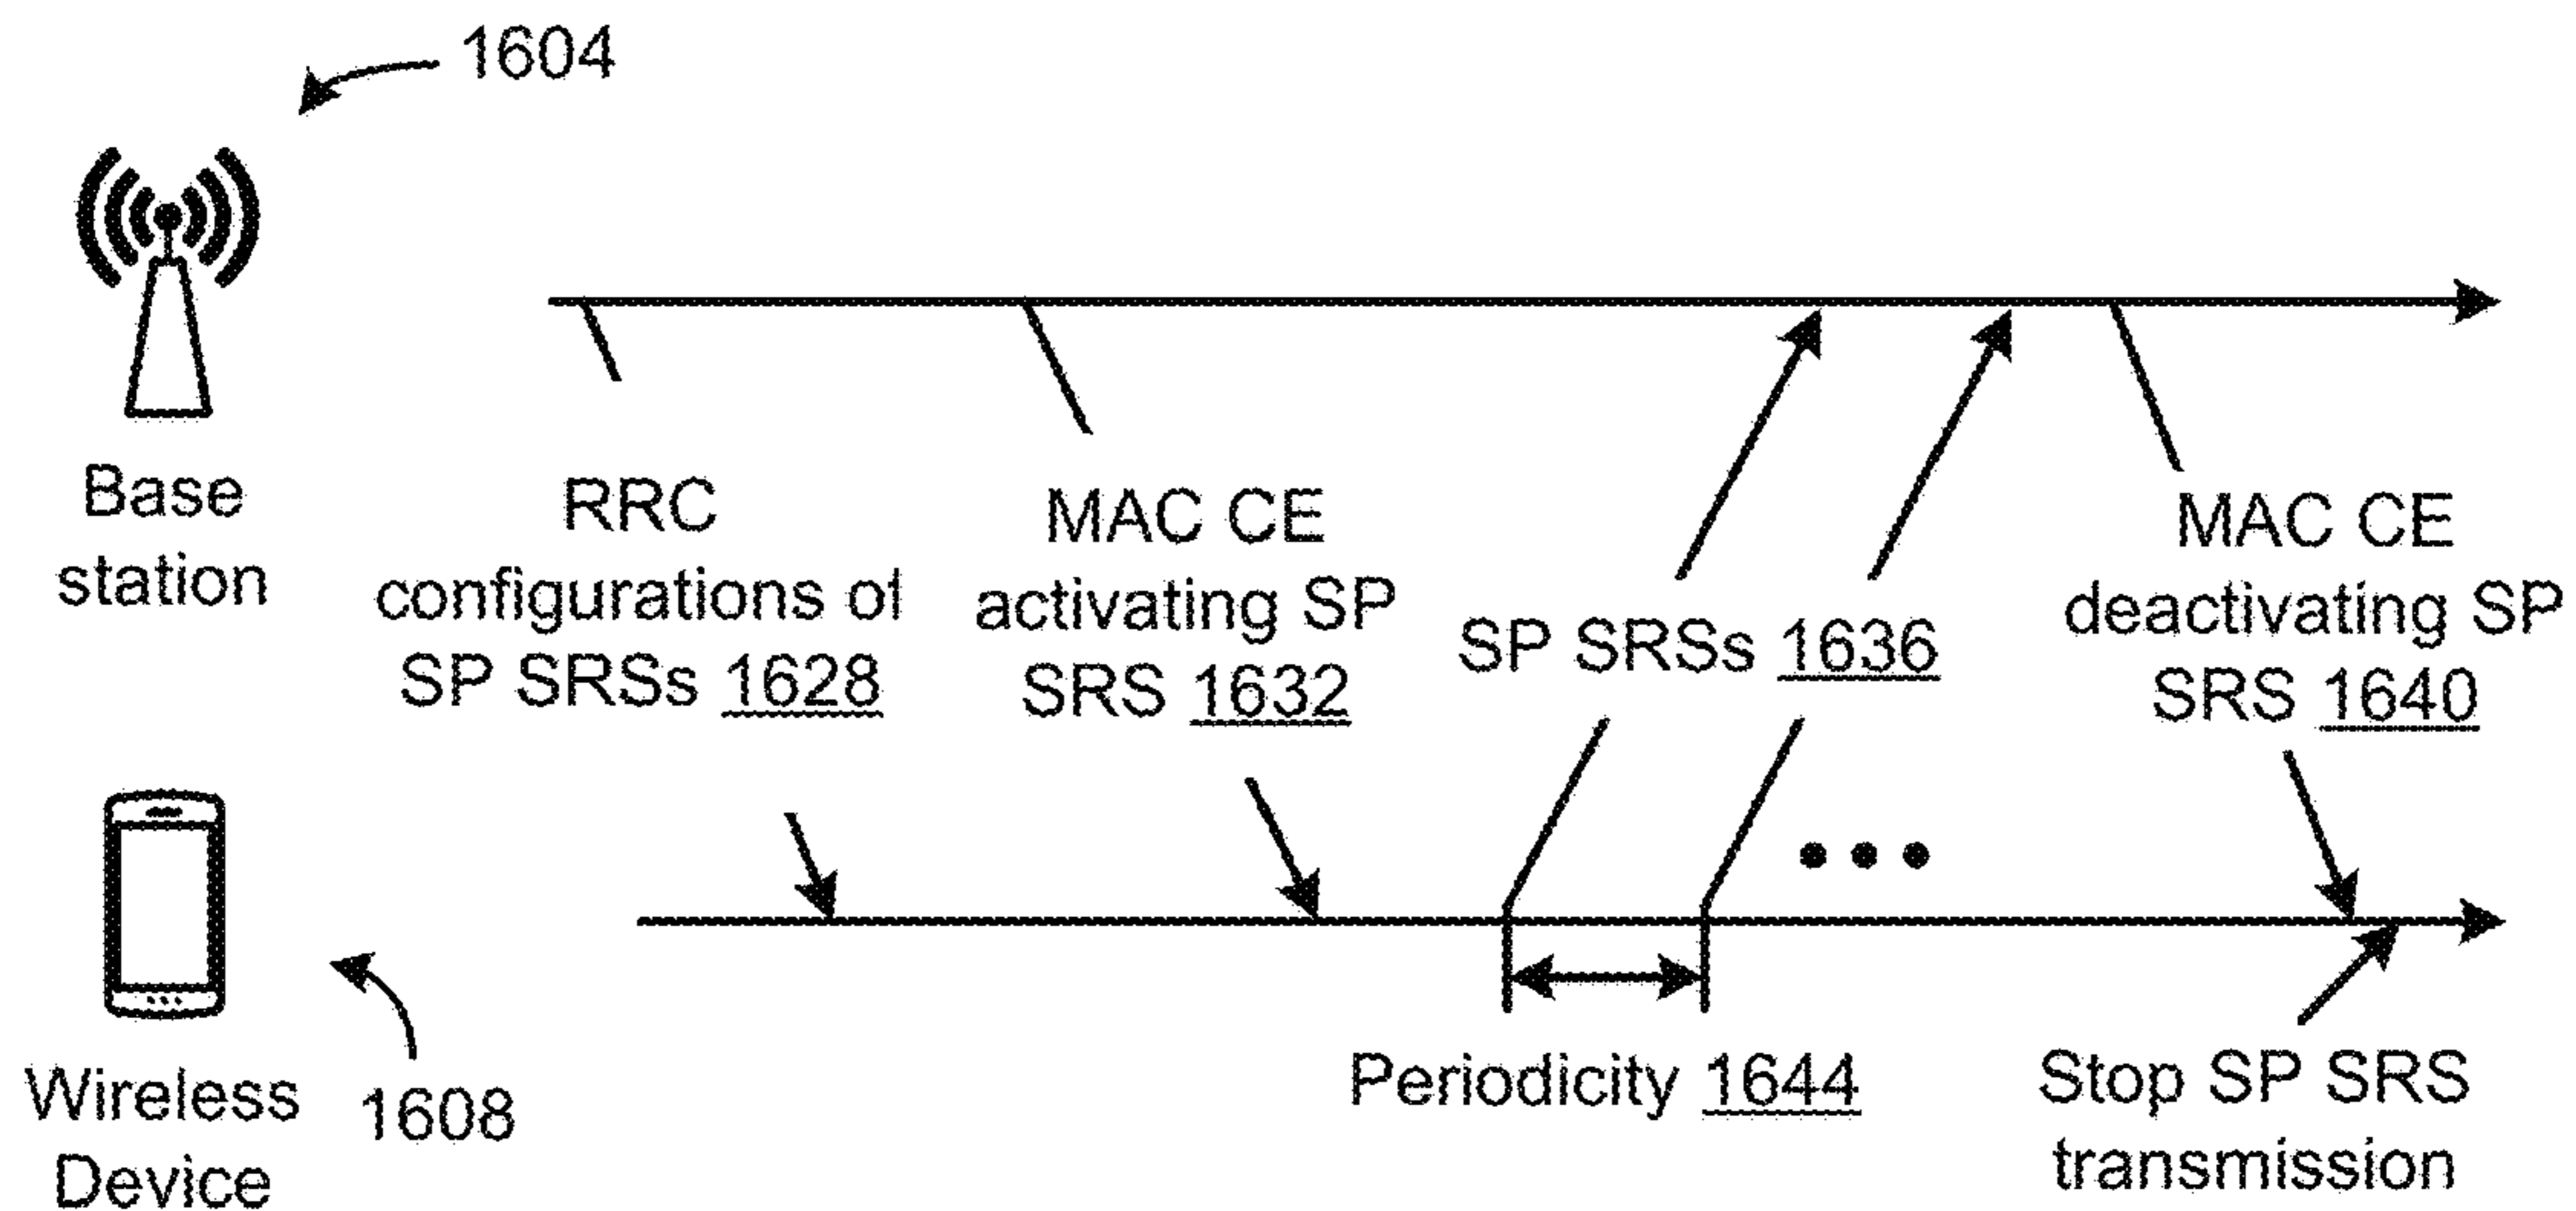 1604
Base
station
RRC
configurations of
SP SRSs 1628
MAC CE
activating SP
SRS 1632
SP SRSs 1636
MAC CE
deactivating SP
SRS 1640
Wireless
Device
1608
Periodicity 1644
Stop SP SRS
transmission